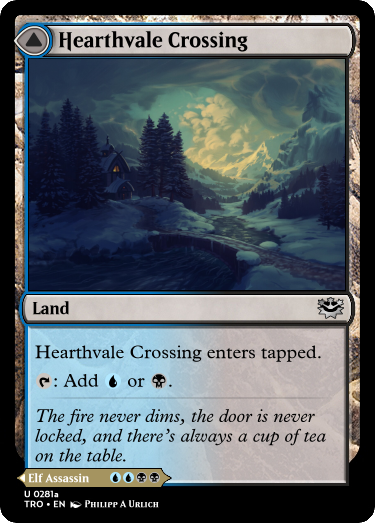 Hearthvale Crossing
Land
Hearthvale Crossing enters tapped.
: Add or .
The fire never dims, the door is never
locked, and there's always a cup of tea
on the table.
Elf Assassin
U 0281a
TRO • EN Philipp A Urlich